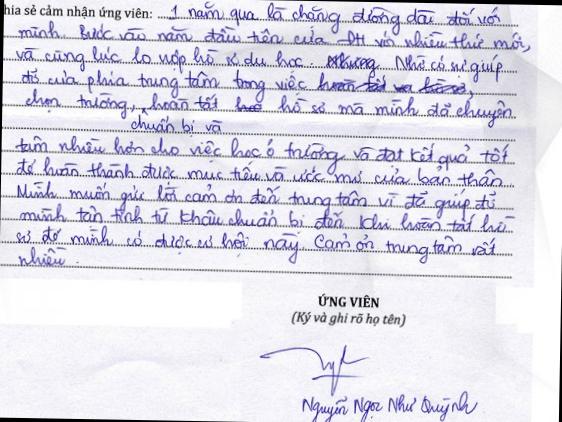 hia sẻ cảm nhận ứng viên: 1 năm qua là chặng đường dài đối với
mình. Bước vào năm đầu tiên của ĐH với nhiều thứ mới,
và cũng lúc lo nộp hồ sơ du học. Nhưng Nhờ có sự giúp
đỡ của phía trung tâm trong việc hoàn tất
chọn trường, hoàn tất hồ sơ mà mình đã chuyên
chuẩn bị và
tâm nhiều hơn cho việc học ở trường và đạt kết quả tốt
để hoàn thành được mục tiêu và ước mơ của bản thân
Mình muốn gửi lời cảm ơn đến trung tâm vì đã giúp đỡ
mình tận tình từ khâu chuẩn bị đến khi hoàn tất hồ
sơ để mình có được cơ hội này. Cảm ơn trung tâm rất
nhiều.
ỨNG VIÊN
(Ký và ghi rõ họ tên)
Nguyễn Ngọc Như Quỳnh